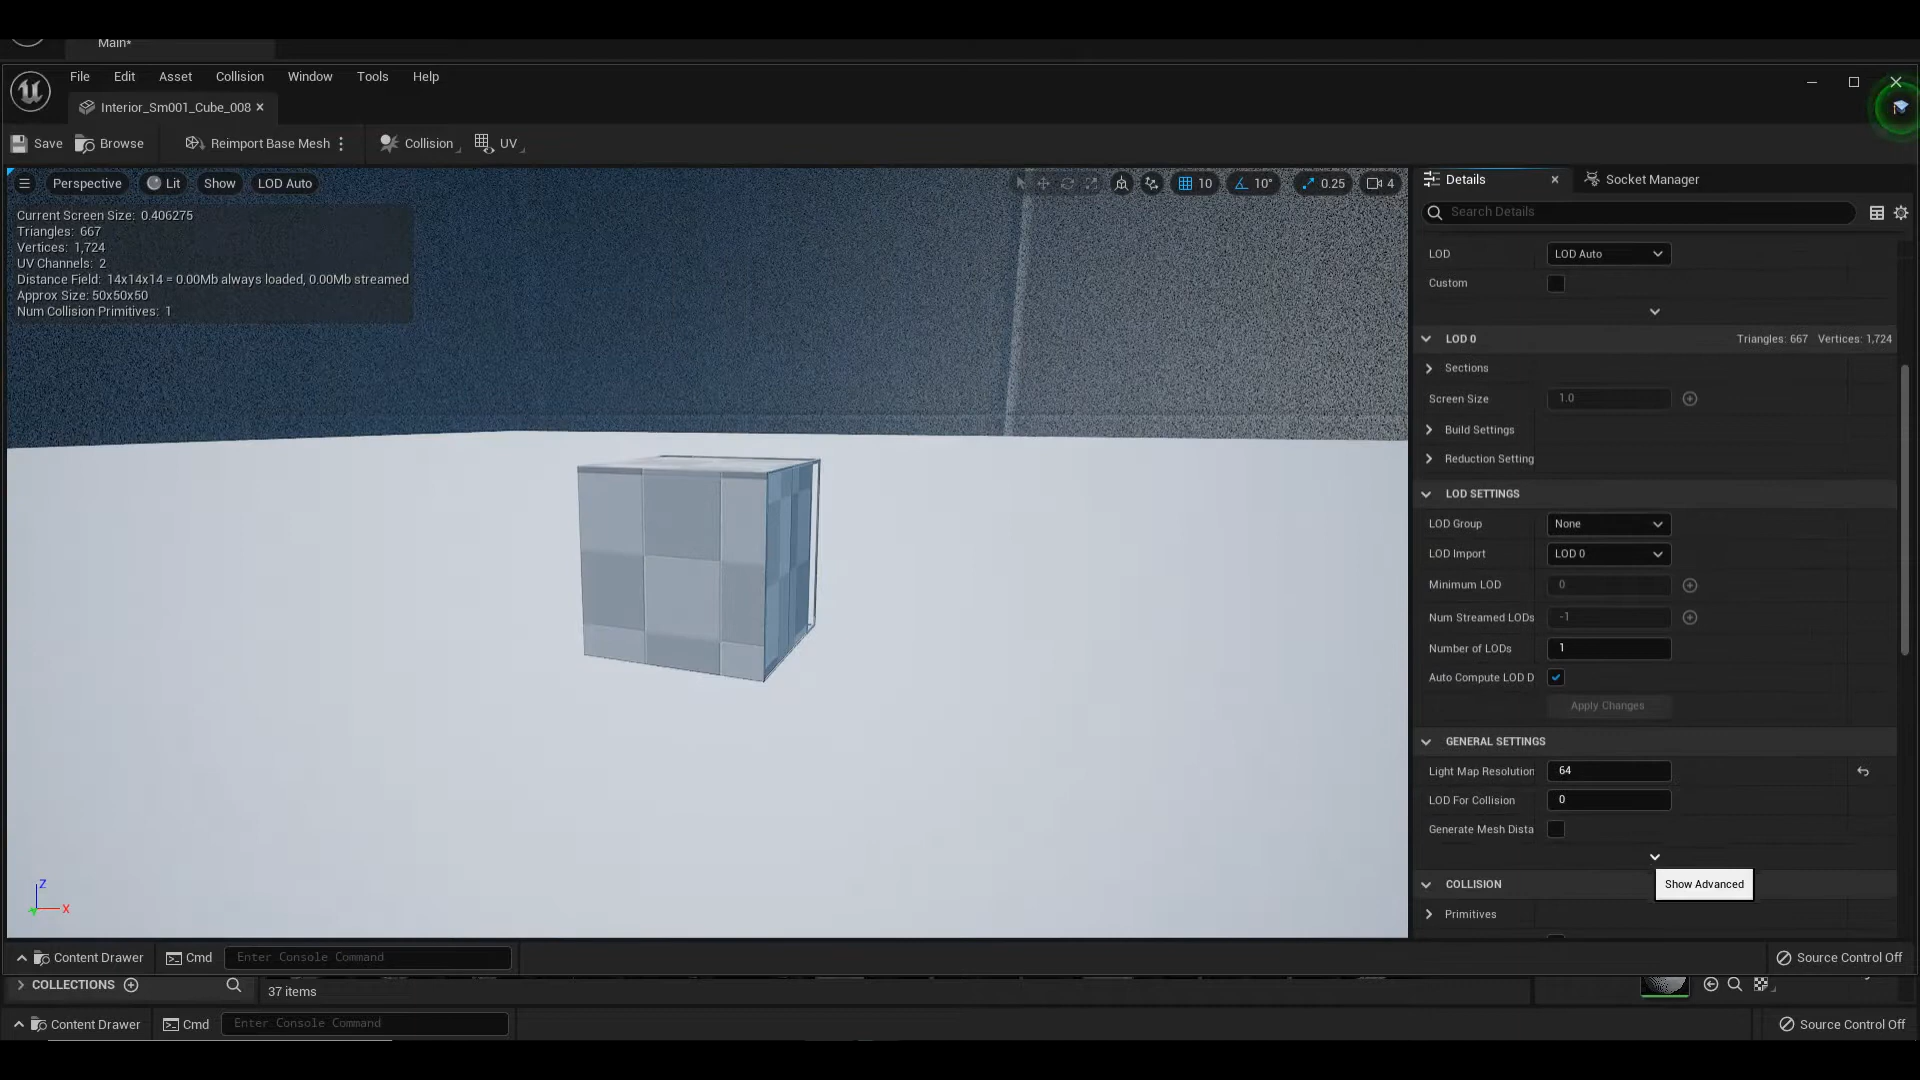 Main*
File Edit Asset Collision Window Tools Help
Interior_Sm001_Cube_008
Save Browse Reimport Base Mesh Collision UV
Perspective Lit Show LOD Auto 10 10° 0.25 4
Current Screen Size: 0.406275
Triangles: 667
Vertices: 1,724
UV Channels: 2
Distance Field: 14x14x14 = 0.00Mb always loaded, 0.00Mb streamed
Approx Size: 50x50x50
Num Collision Primitives: 1
Z
X
Details Socket Manager
Search Details
LOD LOD Auto
Custom
LOD 0 Triangles: 667 Vertices: 1,724
Sections
Screen Size 1.0
Build Settings
Reduction Setting
LOD SETTINGS
LOD Group None
LOD Import LOD 0
Minimum LOD 0
Num Streamed LODs -1
Number of LODs 1
Auto Compute LOD D
Apply Changes
GENERAL SETTINGS
Light Map Resolution 64
LOD For Collision 0
Generate Mesh Dista
Show Advanced
COLLISION
Primitives
Content Drawer Cmd Enter Console Command Source Control Off
COLLECTIONS 37 items
Content Drawer Cmd Enter Console Command Source Control Off